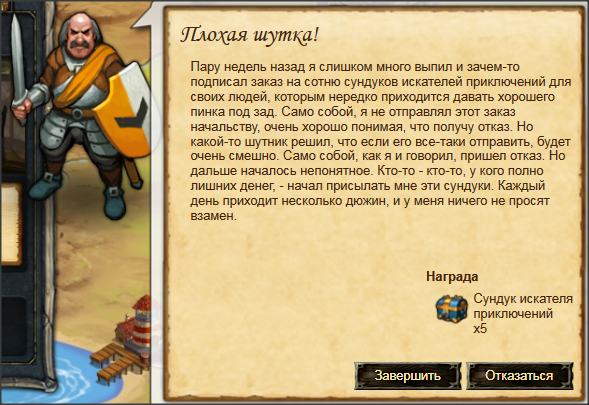 Плохая шутка!
Пару недель назад я слишком много выпил и зачем-то
подписал заказ на сотню сундуков искателей приключений для
своих людей, которым нередко приходится давать хорошего
пинка под зад. Само собой, я не отправлял этот заказ
начальству, очень хорошо понимая, что получу отказ. Но
какой-то шутник решил, что если его все-таки отправить, будет
очень смешно. Само собой, как я и говорил, пришел отказ. Но
дальше началось непонятное. Кто-то - кто-то, у кого полно
лишних денег, - начал присылать мне эти сундуки. Каждый
день приходит несколько дюжин, и у меня ничего не просят
взамен.
Награда
Сундук искателя
приключений
x5
Завершить Отказаться